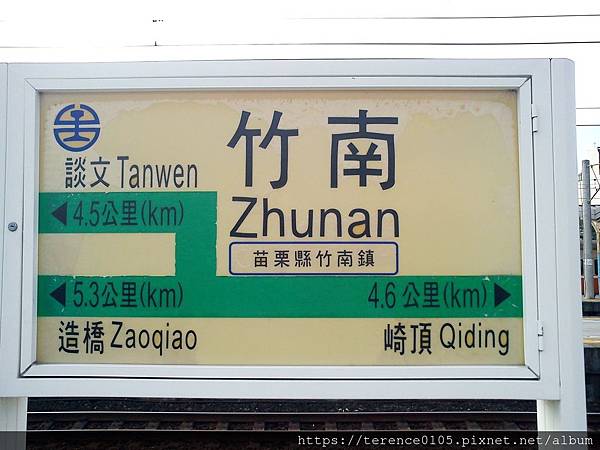 竹南
Zhunan
苗栗縣竹南鎮
談文 Tanwen
◀4.5公里(km)
◀5.3公里(km)
造橋 Zaoqiao
4.6公里(km)▶
崎頂 Qiding
https://terence0105.pixnet.net/album